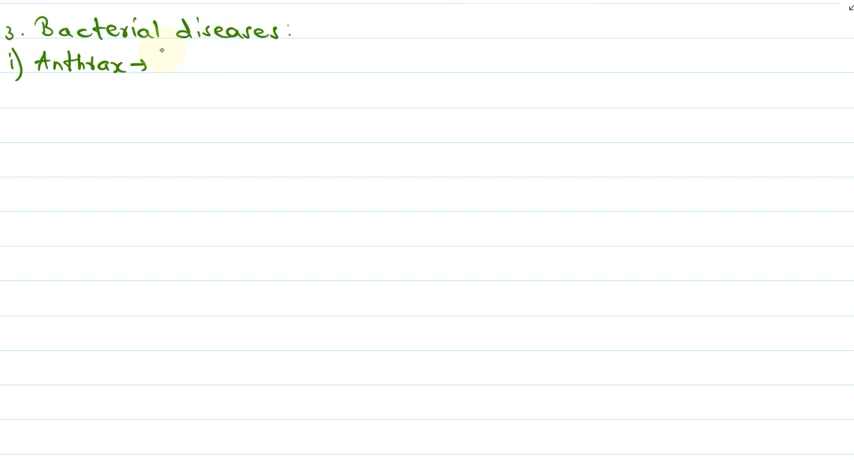 3. Bacterial diseases:
i) Anthrax →